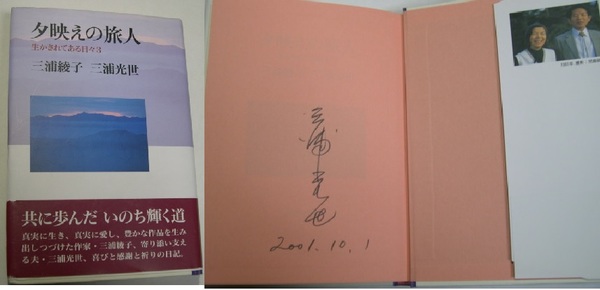 夕映えの旅人
生かされてある日々3
三浦綾子 三浦光世
共に歩んだ いのち輝く道
真実に生き、真実に愛し、豊かな作品を生み
出しつづけた作家・三浦綾子、寄り添い支え
る夫・三浦光世、喜びと感謝と祈りの日記。
三浦光世
2001.10.1